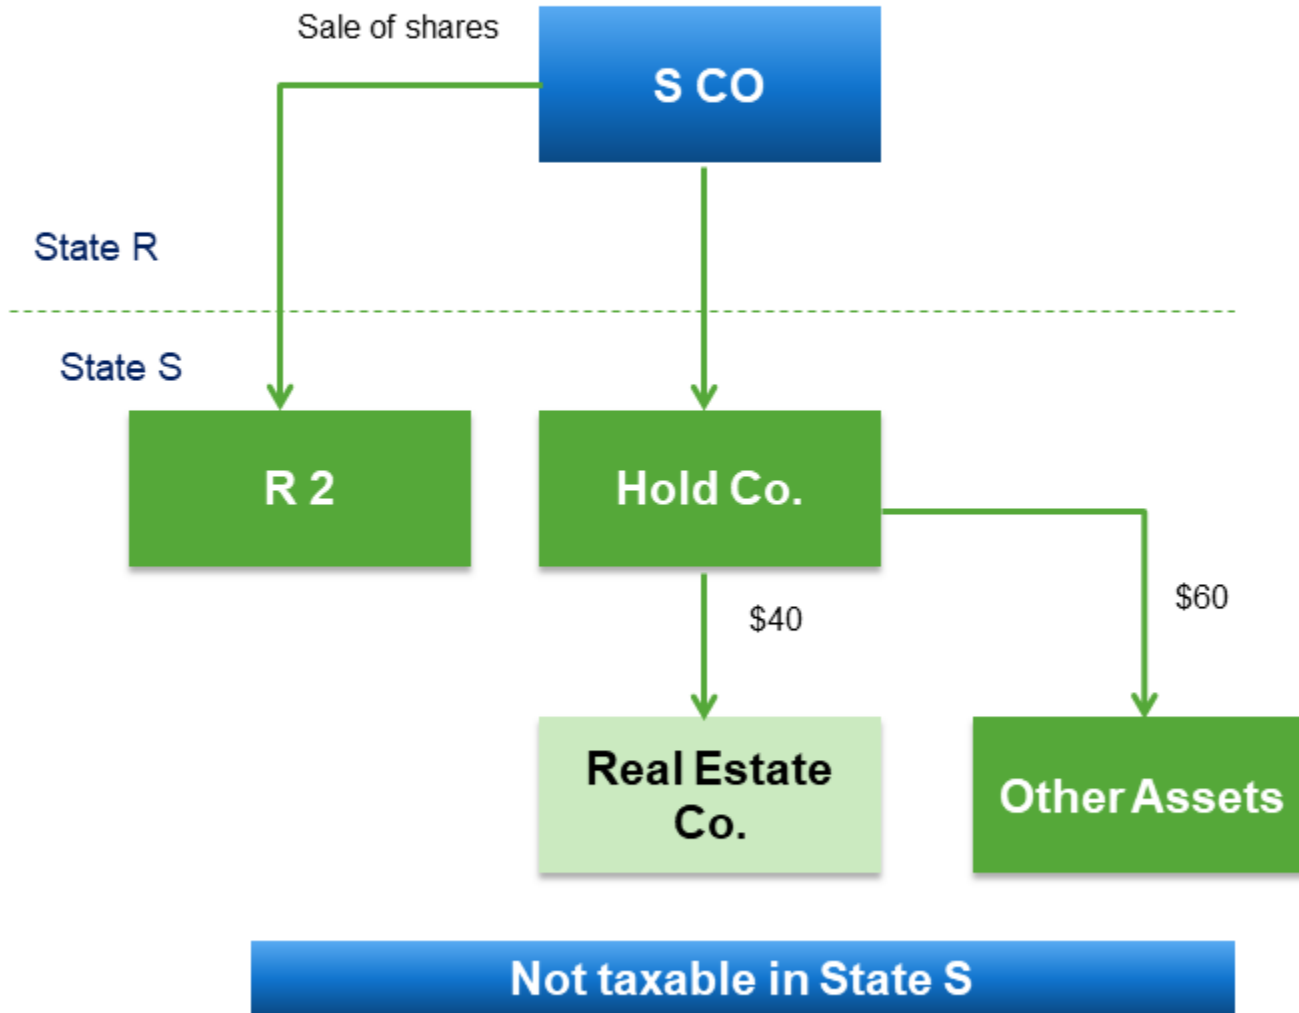 Sale of shares
S CO
State R
State S
R 2
Hold Co.
$40
$60
Real Estate
Co.
Other Assets
Not taxable in State S